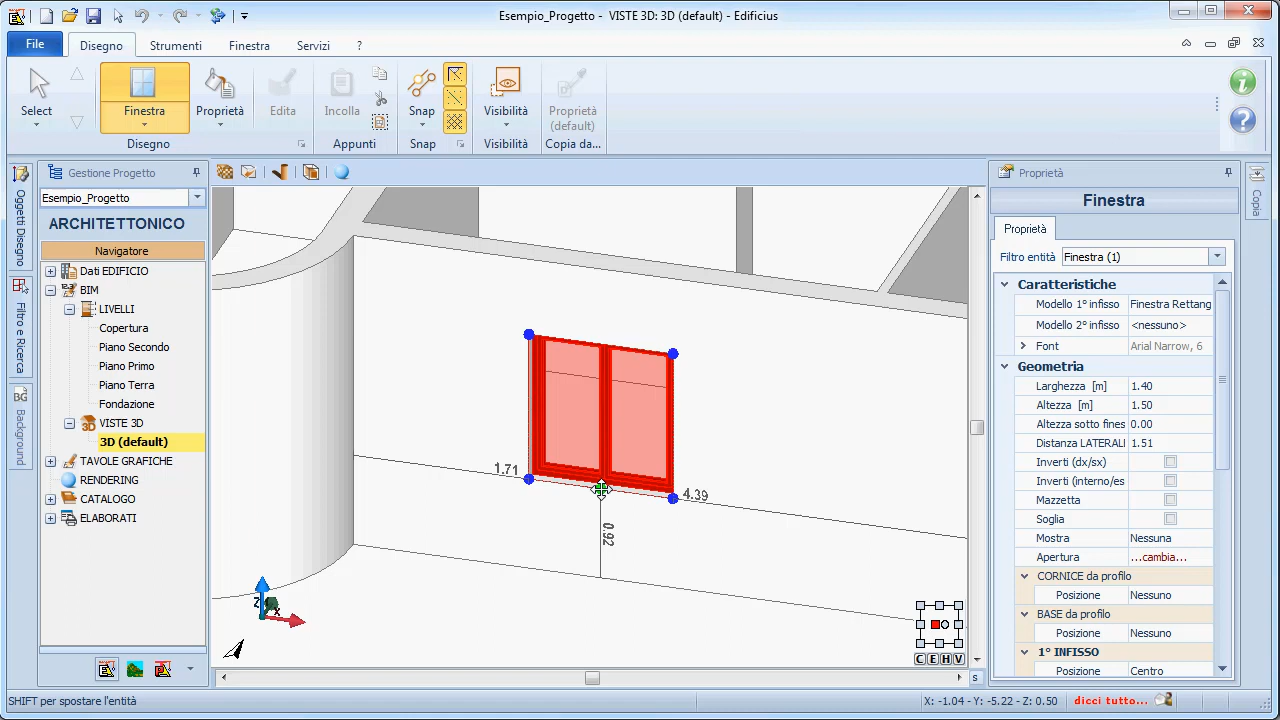 Esempio_Progetto - VISTE 3D: 3D (default) - Edificius
File
Disegno
Strumenti
Finestra
Servizi
?
Select
Finestra
Proprietà
Edita
Incolla
Snap
Visibilità
Proprietà
(default)
Disegno
Appunti
Snap
Visibilità
Copia da...
Oggetti Disegno
Filtro e Ricerca
BG
Background
Gestione Progetto
Esempio_Progetto
ARCHITETTONICO
Navigatore
Dati EDIFICIO
BIM
LIVELLI
Copertura
Piano Secondo
Piano Primo
Piano Terra
Fondazione
VISTE 3D
3D (default)
TAVOLE GRAFICHE
RENDERING
CATALOGO
ELABORATI
1.71
4.39
0.92
Z
X
C E H V
s
Proprietà
Copia
Finestra
Proprietà
Filtro entità Finestra (1)
Caratteristiche
Modello 1° infisso Finestra Rettang
Modello 2° infisso <nessuno>
Font Arial Narrow, 6
Geometria
Larghezza [m] 1.40
Altezza [m] 1.50
Altezza sotto fines 0.00
Distanza LATERALI 1.51
Inverti (dx/sx)
Inverti (interno/es
Mazzetta
Soglia
Mostra Nessuna
Apertura ...cambia...
CORNICE da profilo
Posizione Nessuno
BASE da profilo
Posizione Nessuno
1° INFISSO
Posizione Centro
SHIFT per spostare l'entità
X: -1.04 - Y: -5.22 - Z: 0.50
dicci tutto...